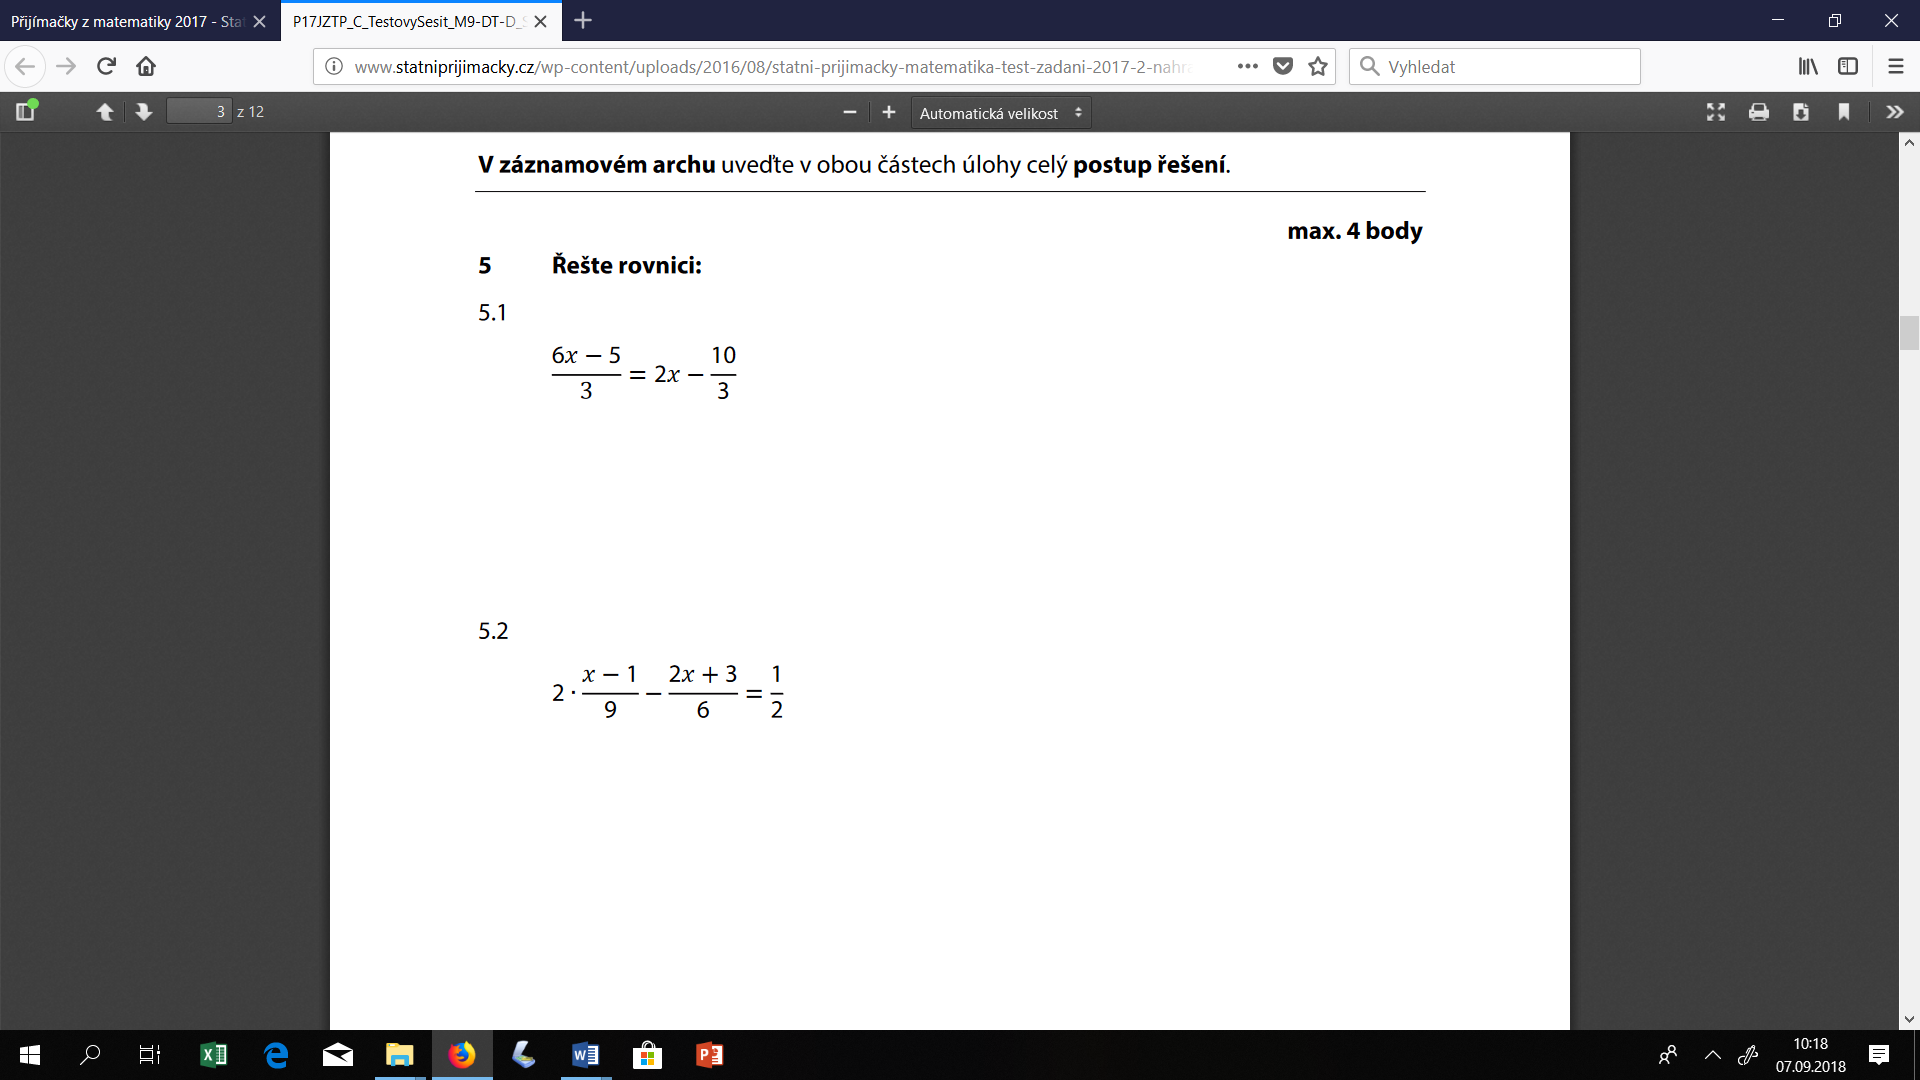 Přijímačky z matematiky 2017 - Stat
P17JZTP_C_TestovySesit_M9-DT-D_S
www.statniprijimacky.cz/wp-content/uploads/2016/08/statni-prijimacky-matematika-test-zadani-2017-2-nahra
Vyhledat
3 z 12
Automatická velikost
V záznamovém archu uveďte v obou částech úlohy celý postup řešení.
max. 4 body
5 Řešte rovnici:
5.1
(6x − 5)/3 = 2x − 10/3
5.2
2 · (x − 1)/9 − (2x + 3)/6 = 1/2
10:18
07.09.2018